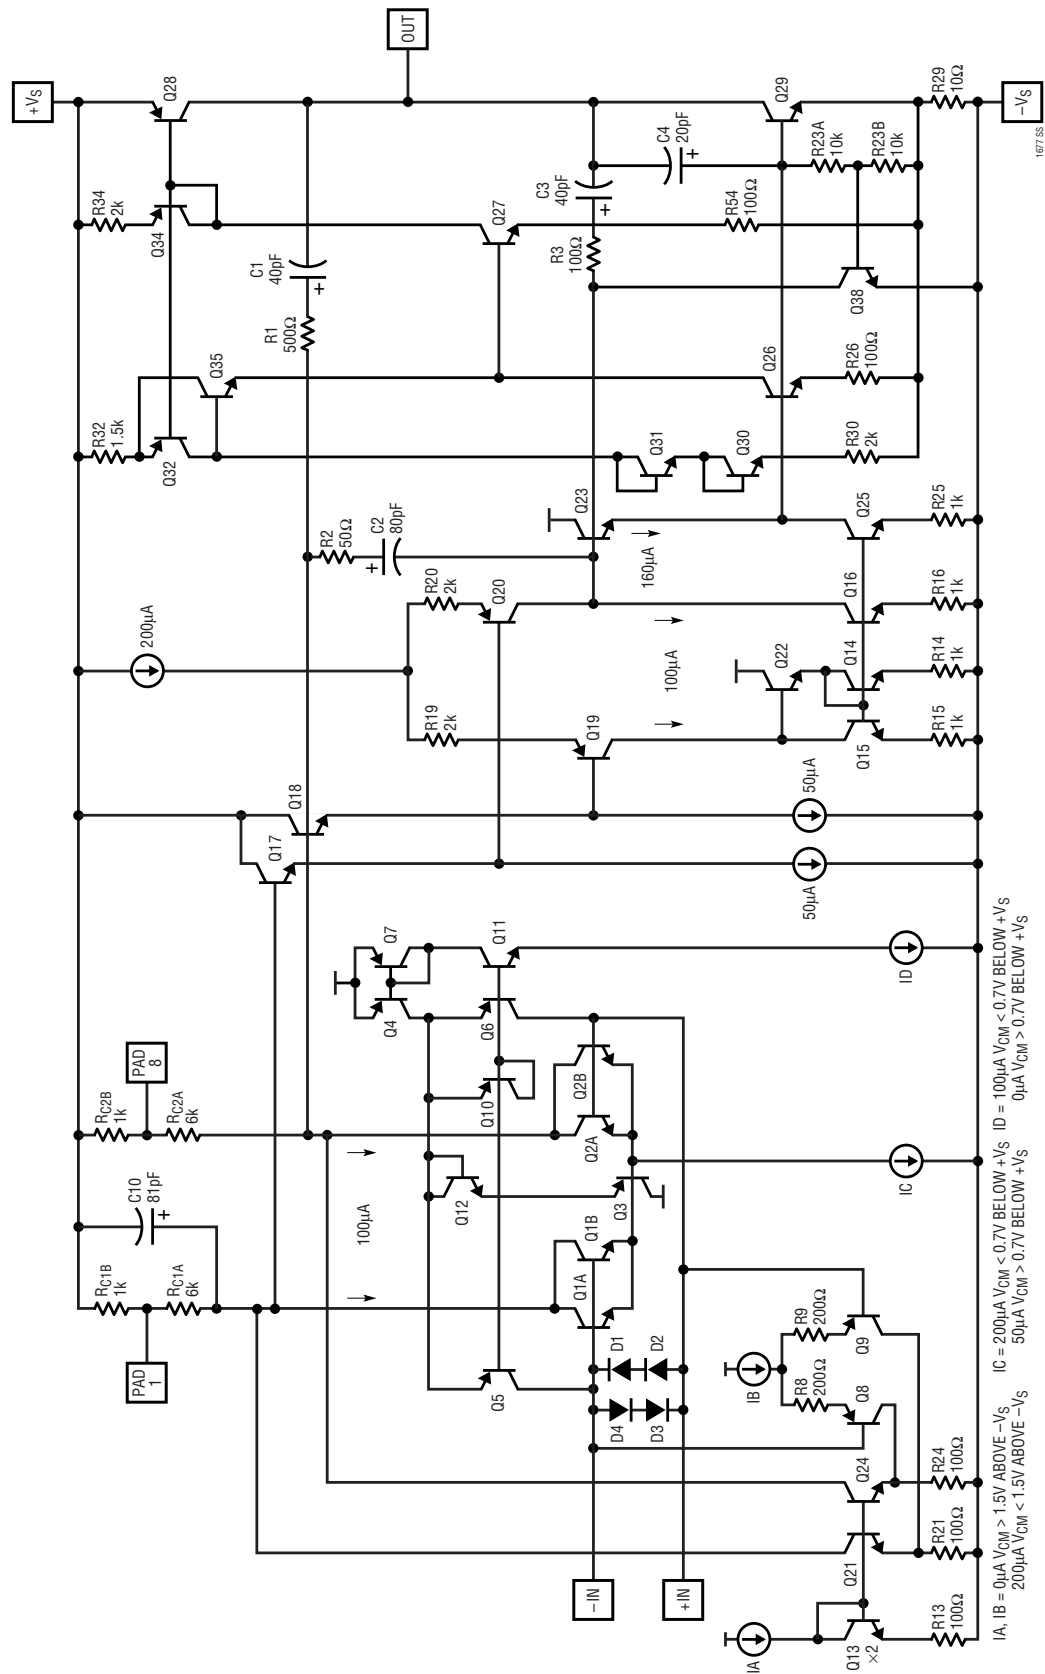 +VS
R34
2k
Q34
Q28
OUT
R32
1.5k
Q32
Q35
R1
500Ω
C1
40pF
200µA
R2
50Ω
C2
80pF
Q27
R20
2k
R19
2k
Q20
Q19
Q23
160µA
100µA
R3
100Ω
C3
40pF
C4
20pF
Q31
Q30
R30
2k
Q26
R26
100Ω
R54
100Ω
Q38
Q29
R23A
10k
R23B
10k
R29
10Ω
–VS
1677 SS
Q22
Q15
Q14
Q16
Q25
R15
1k
R14
1k
R16
1k
R25
1k
Q17
Q18
50µA
50µA
PAD
1
RC1B
1k
RC1A
6k
C10
81pF
PAD
8
RC2B
1k
RC2A
6k
100µA
Q4
Q7
Q5
Q12
Q10
Q6
Q11
Q1A
Q1B
Q3
Q2A
Q2B
IC
ID
D4
D1
D3
D2
–IN
+IN
IB
R8
200Ω
R9
200Ω
Q8
Q9
IA
Q13
×2
Q21
Q24
R13
100Ω
R21
100Ω
R24
100Ω
IA, IB = 0µA VCM > 1.5V ABOVE –VS
200µA VCM < 1.5V ABOVE –VS
IC = 200µA VCM < 0.7V BELOW +VS
50µA VCM > 0.7V BELOW +VS
ID = 100µA VCM < 0.7V BELOW +VS
0µA VCM > 0.7V BELOW +VS